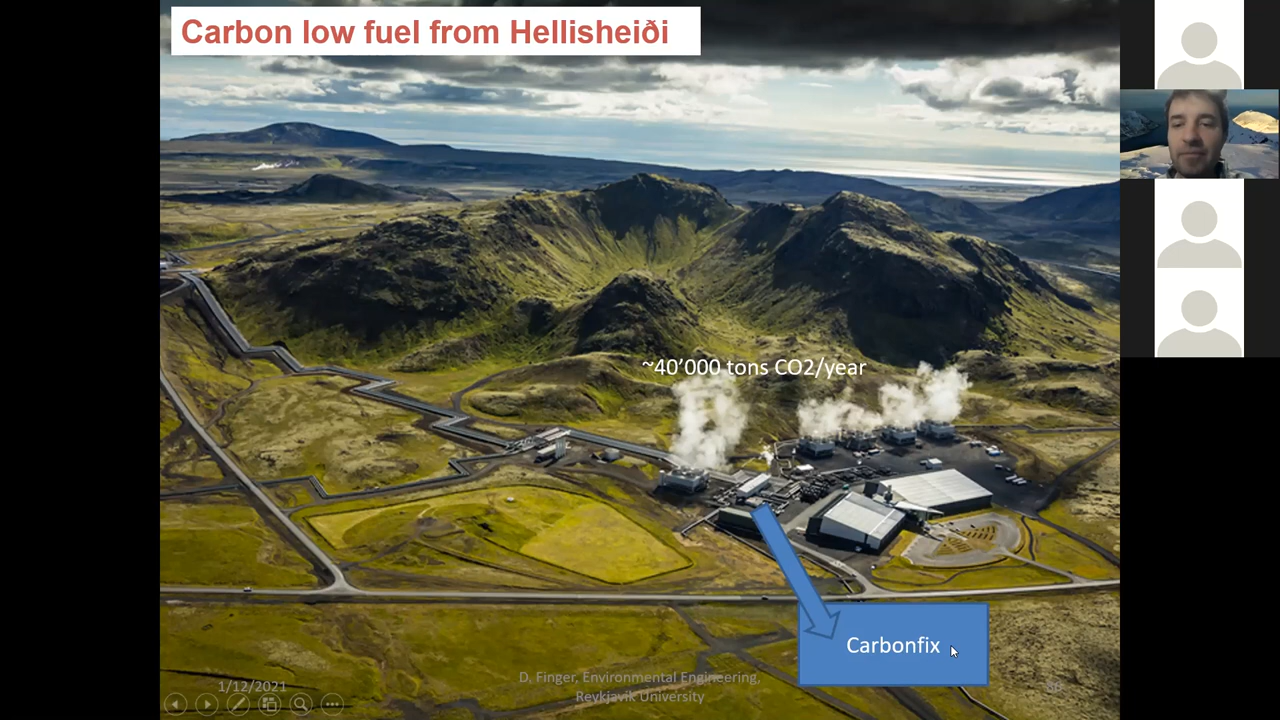 Carbon low fuel from Hellisheiði
~40’000 tons CO2/year
Carbonfix
1/12/2021
D. Finger, Environmental Engineering,
Reykjavik University